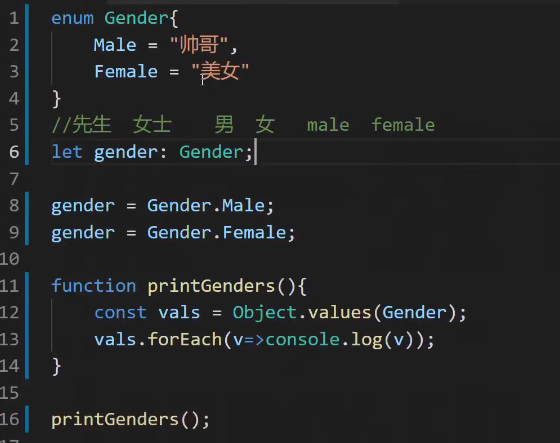 1 enum Gender{
2 Male = "帅哥",
3 Female = "美女"
4 }
5 //先生 女士 男 女 male female
6 let gender: Gender;
7
8 gender = Gender.Male;
9 gender = Gender.Female;
10
11 function printGenders(){
12 const vals = Object.values(Gender);
13 vals.forEach(v=>console.log(v));
14 }
15
16 printGenders();